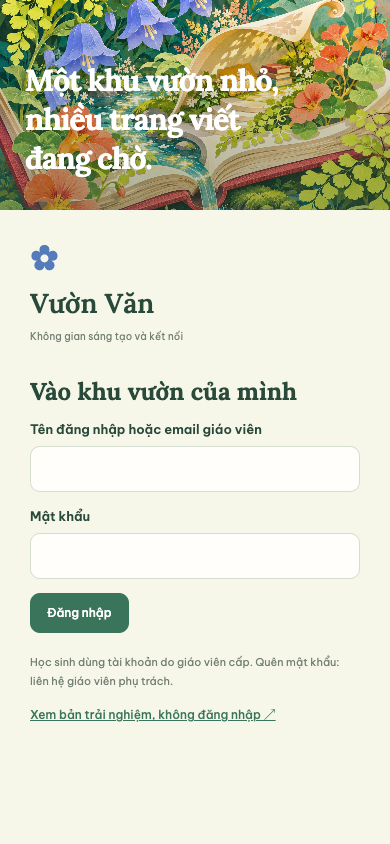 Một khu vườn nhỏ,
nhiều trang viết
đang chờ.
Vườn Văn
Không gian sáng tạo và kết nối
Vào khu vườn của mình
Tên đăng nhập hoặc email giáo viên
Mật khẩu
Đăng nhập
Học sinh dùng tài khoản do giáo viên cấp. Quên mật khẩu:
liên hệ giáo viên phụ trách.
Xem bản trải nghiệm, không đăng nhập ↗